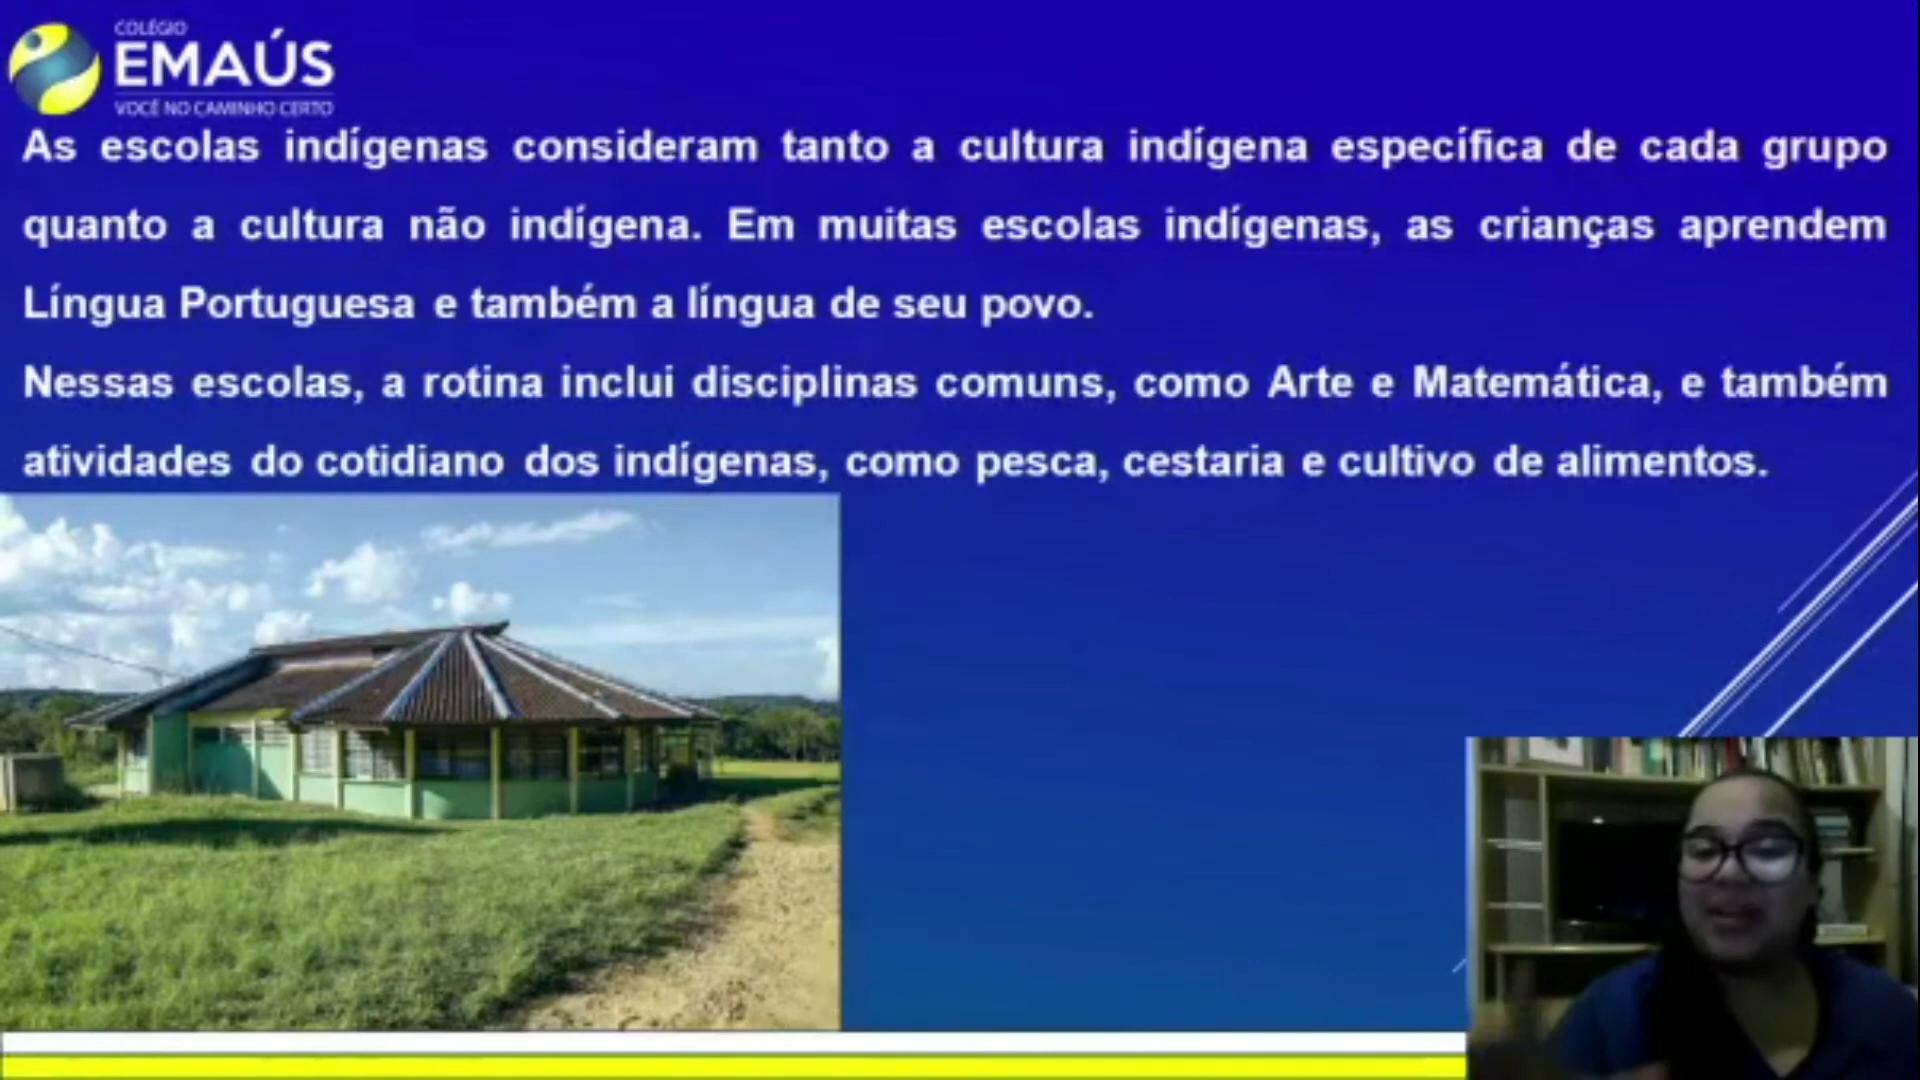 COLÉGIO
EMAÚS
VOCÊ NO CAMINHO CERTO
As escolas indígenas consideram tanto a cultura indígena específica de cada grupo
quanto a cultura não indígena. Em muitas escolas indígenas, as crianças aprendem
Língua Portuguesa e também a língua de seu povo.
Nessas escolas, a rotina inclui disciplinas comuns, como Arte e Matemática, e também
atividades do cotidiano dos indígenas, como pesca, cestaria e cultivo de alimentos.